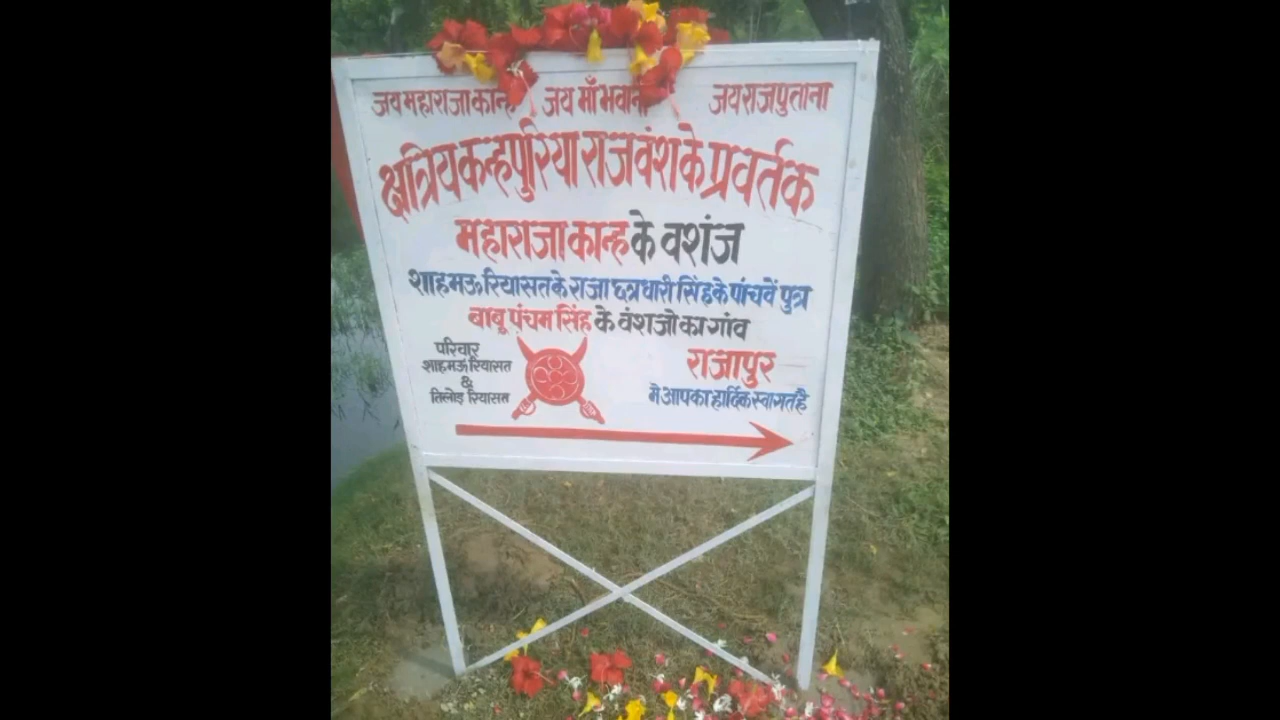 जय महाराजा कान्ह जय माँ भवानी जय राजपुताना
क्षत्रिय कन्हपुरिया राजवंश के प्रवर्तक
महाराजा कान्ह के वशंज
शाहमऊ रियासत के राजा छत्रधारी सिंह के पांचवें पुत्र
बाबू पंचम सिंह के वंशजो का गांव
परिवार
शाहमऊ रियासत
&
तिलोइ रियासत
राजापुर
मे आपका हार्दिक स्वागत है